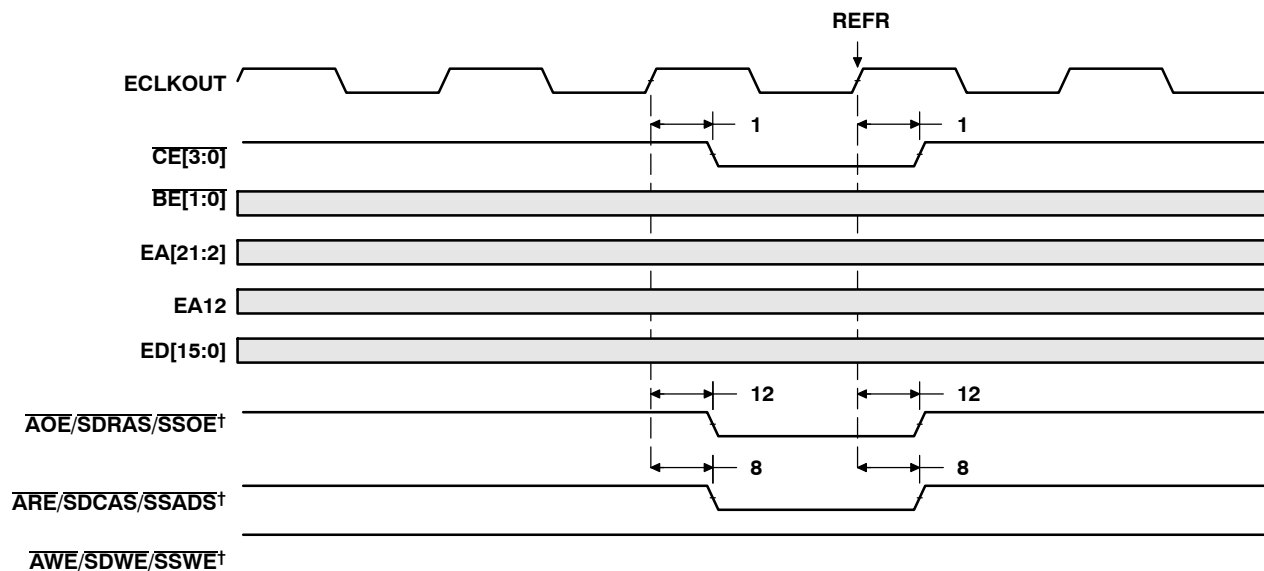 REFR
ECLKOUT
1 1
CE[3:0]
BE[1:0]
EA[21:2]
EA12
ED[15:0]
12 12
AOE/SDRAS/SSOE†
8 8
ARE/SDCAS/SSADS†
AWE/SDWE/SSWE†